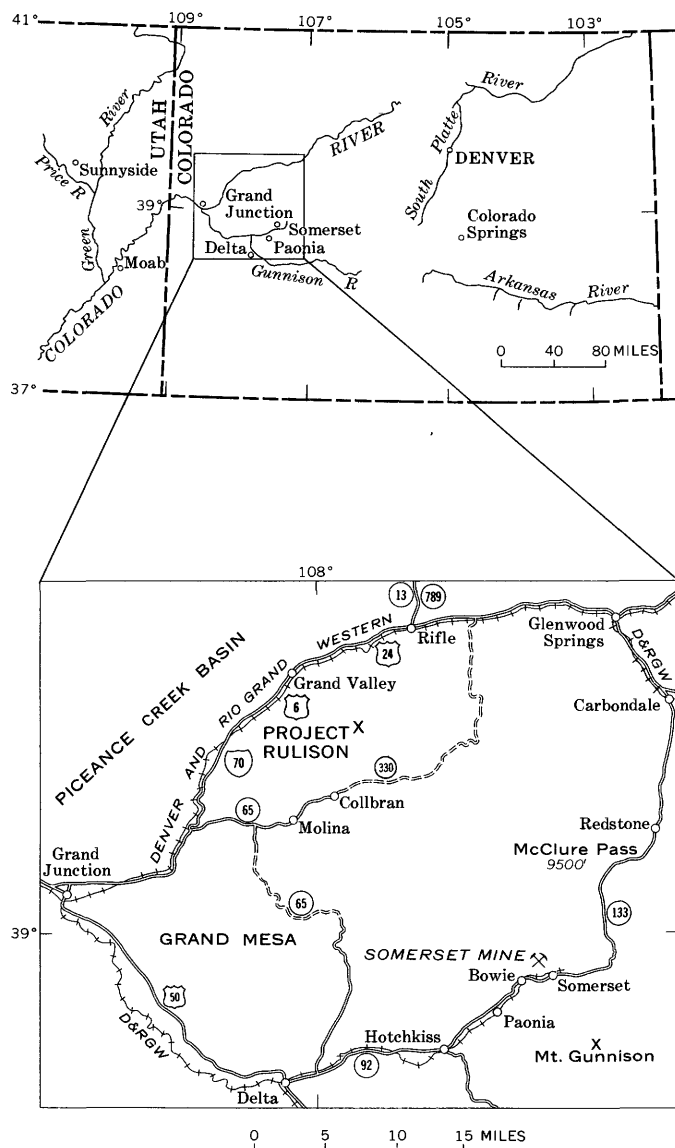 41°
109°
107°
105°
103°
River
UTAH
COLORADO
RIVER
River
Platte
South
DENVER
Price R
Sunnyside
39°
Grand
Junction
Somerset
Colorado
Springs
Delta
Paonia
Green
Moab
Gunnison
R
Arkansas
River
COLORADO
0 40 80 MILES
37°
108°
13
789
WESTERN
Rifle
Glenwood
Springs
24
D&RGW
PICEANCE CREEK BASIN
RIO GRAND
Grand Valley
6
Carbondale
PROJECT X
RULISON
AND
70
330
DENVER
65
Collbran
Molina
Redstone
McClure Pass
9500'
Grand
Junction
65
133
39°
GRAND MESA
SOMERSET MINE
Bowie
Somerset
50
Paonia
D&RGW
Hotchkiss
X
Mt. Gunnison
92
Delta
0 5 10 15 MILES